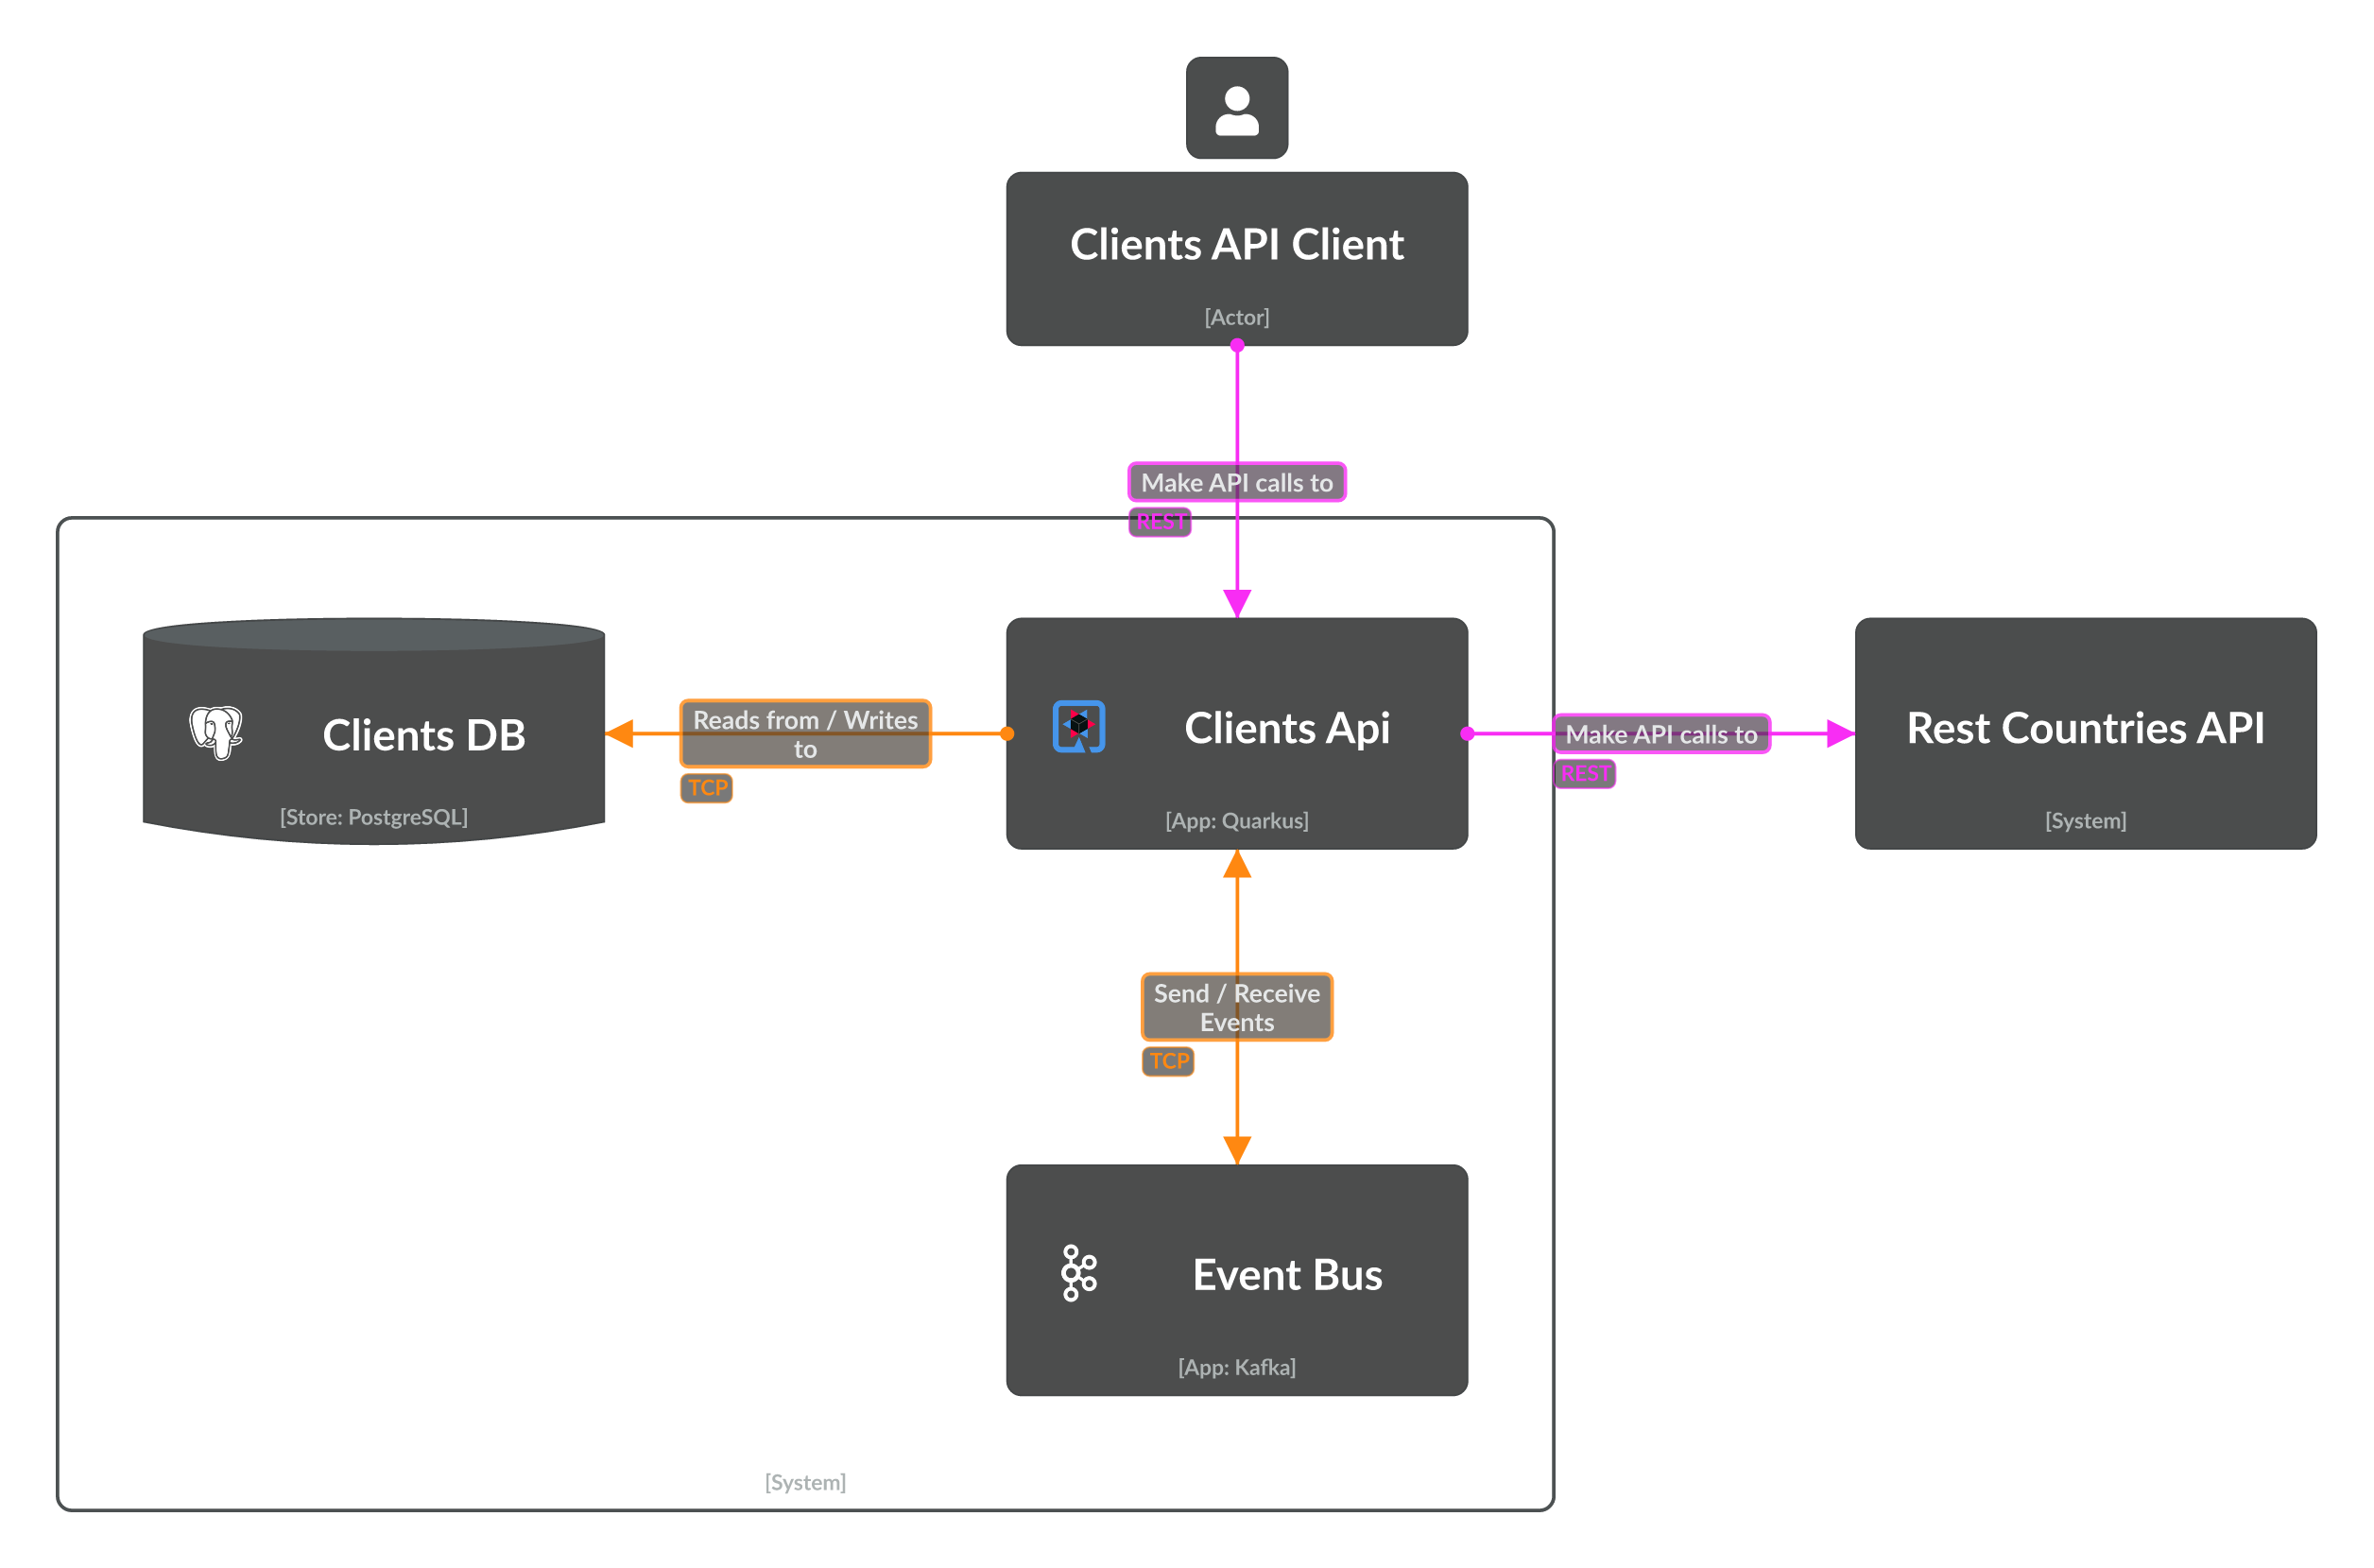 Clients API Client
[Actor]
Make API calls to
REST
Clients DB
[Store: PostgreSQL]
Reads from / Writes
to
TCP
Clients Api
[App: Quarkus]
Make API calls to
REST
Rest Countries API
[System]
Send / Receive
Events
TCP
Event Bus
[App: Kafka]
[System]